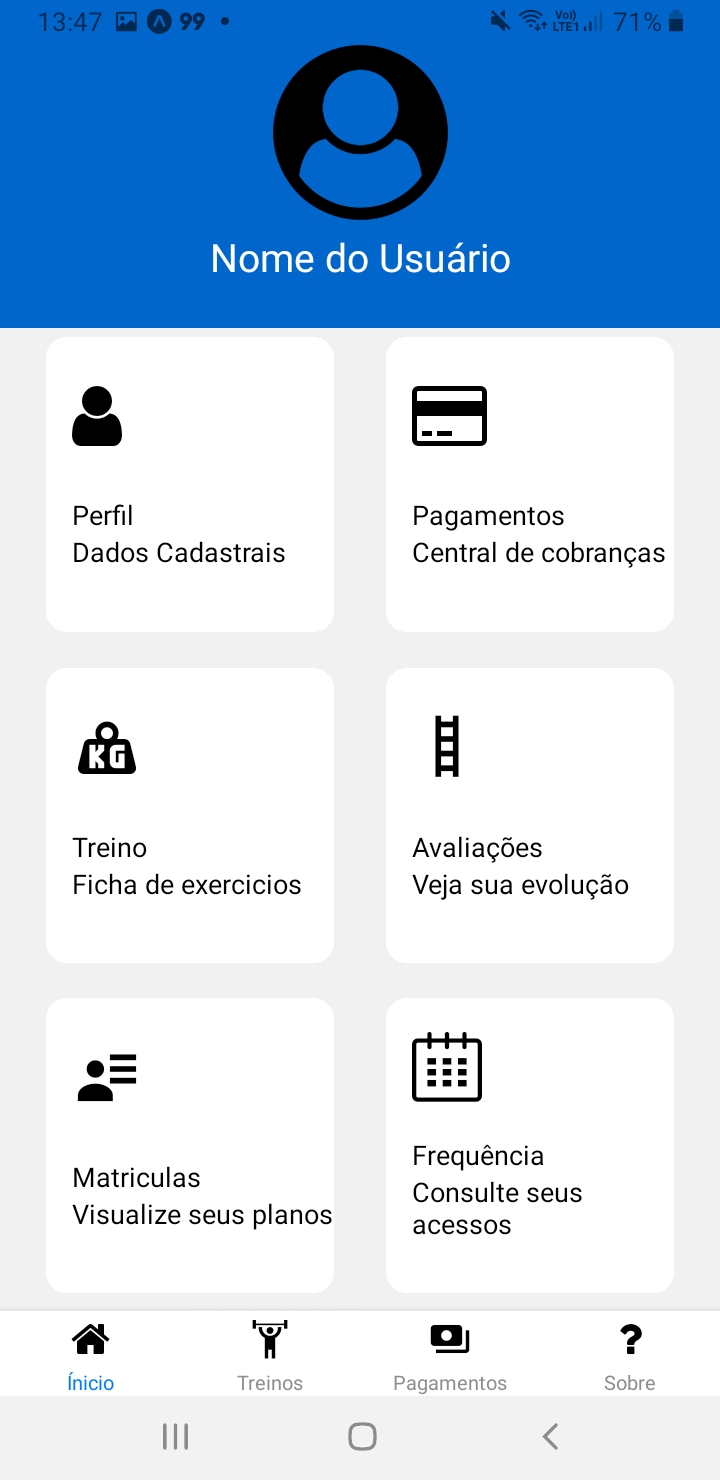 13:47 99 Vo)) LTE1 71%
Nome do Usuário
Perfil
Dados Cadastrais
Pagamentos
Central de cobranças
KG
Treino
Ficha de exercicios
Avaliações
Veja sua evolução
Matriculas
Visualize seus planos
Frequência
Consulte seus
acessos
Ínicio Treinos Pagamentos Sobre